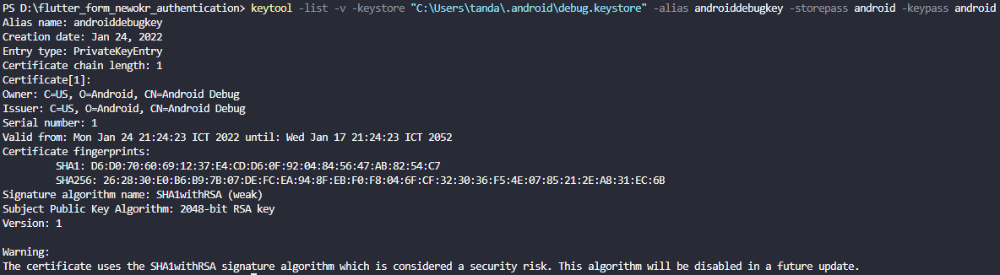 PS D:\flutter_form_newokr_authentication> keytool -list -v -keystore "C:\Users\tanda\.android\debug.keystore" -alias androiddebugkey -storepass android -keypass android
Alias name: androiddebugkey
Creation date: Jan 24, 2022
Entry type: PrivateKeyEntry
Certificate chain length: 1
Certificate[1]:
Owner: C=US, O=Android, CN=Android Debug
Issuer: C=US, O=Android, CN=Android Debug
Serial number: 1
Valid from: Mon Jan 24 21:24:23 ICT 2022 until: Wed Jan 17 21:24:23 ICT 2052
Certificate fingerprints:
SHA1: D6:D0:70:60:69:12:37:E4:CD:D6:0F:92:04:84:56:47:AB:82:54:C7
SHA256: 26:28:30:E0:B6:B9:7B:07:DE:FC:EA:94:8F:EB:F0:F8:04:6F:CF:32:30:36:F5:4E:07:85:21:2E:A8:31:EC:6B
Signature algorithm name: SHA1withRSA (weak)
Subject Public Key Algorithm: 2048-bit RSA key
Version: 1
Warning:
The certificate uses the SHA1withRSA signature algorithm which is considered a security risk. This algorithm will be disabled in a future update.